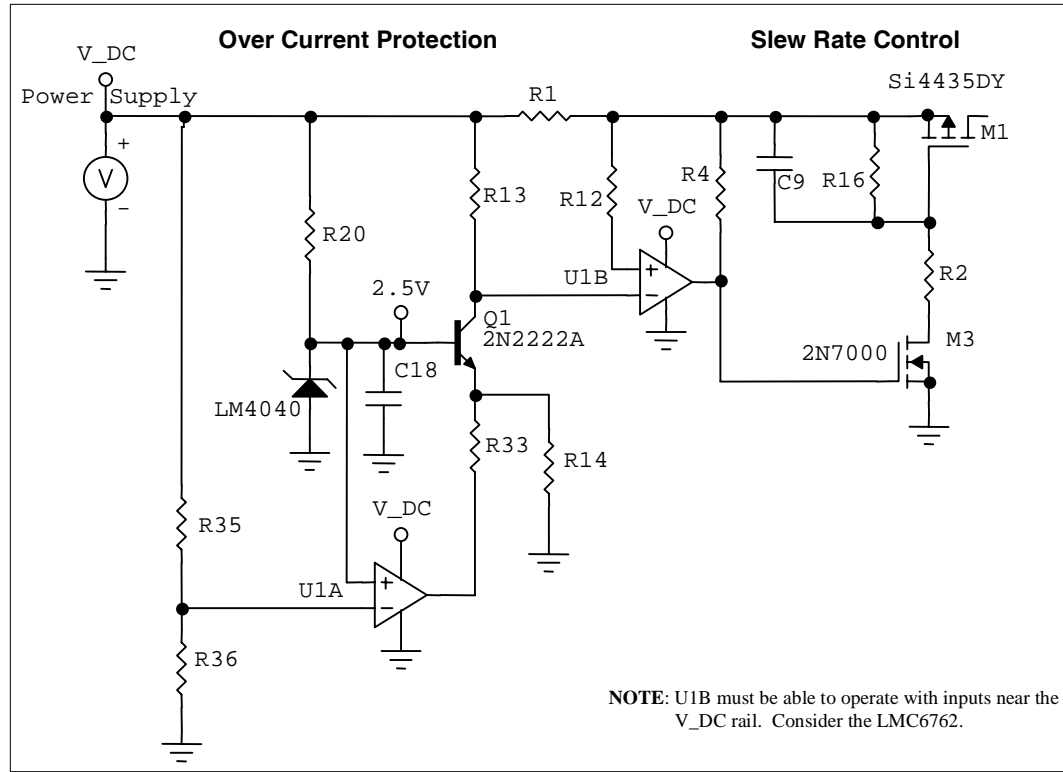 Over Current Protection
Slew Rate Control
V_DC
Power Supply
Si4435DY
R1
M1
+
V
−
R13
R12
V_DC
R4
C9
R16
R20
U1B
+
−
R2
2.5V
Q1
2N2222A
M3
2N7000
C18
LM4040
R33
R14
V_DC
R35
U1A
+
−
R36
NOTE: U1B must be able to operate with inputs near the
V_DC rail. Consider the LMC6762.